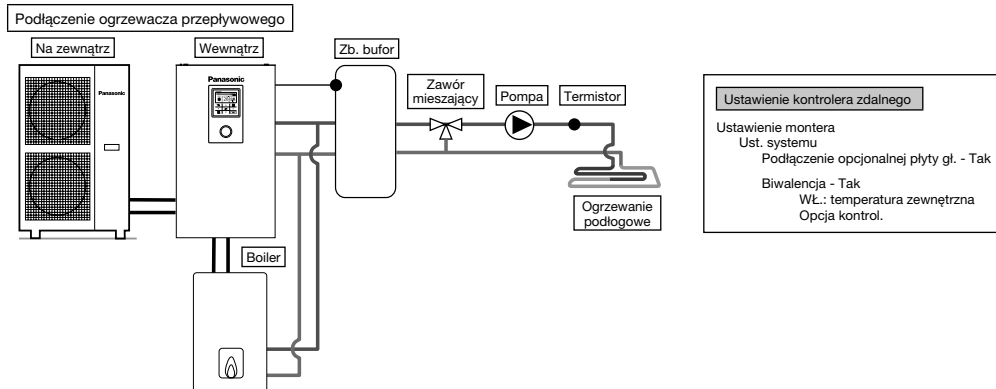 Podłączenie ogrzewacza przepływowego
Na zewnątrz
Wewnątrz
Zb. bufor
Panasonic
Panasonic
Zawór
mieszający
Pompa
Termistor
Ogrzewanie
podłogowe
Boiler
Ustawienie kontrolera zdalnego
Ustawienie montera
Ust. systemu
Podłączenie opcjonalnej płyty gł. - Tak
Biwalencja - Tak
WŁ.: temperatura zewnętrzna
Opcja kontrol.